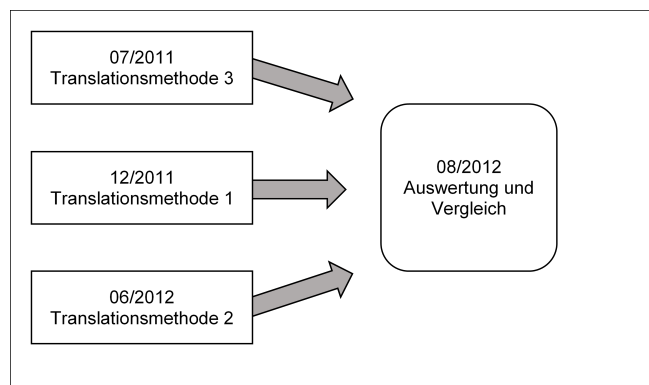 07/2011
Translationsmethode 3
12/2011
Translationsmethode 1
06/2012
Translationsmethode 2
08/2012
Auswertung und
Vergleich